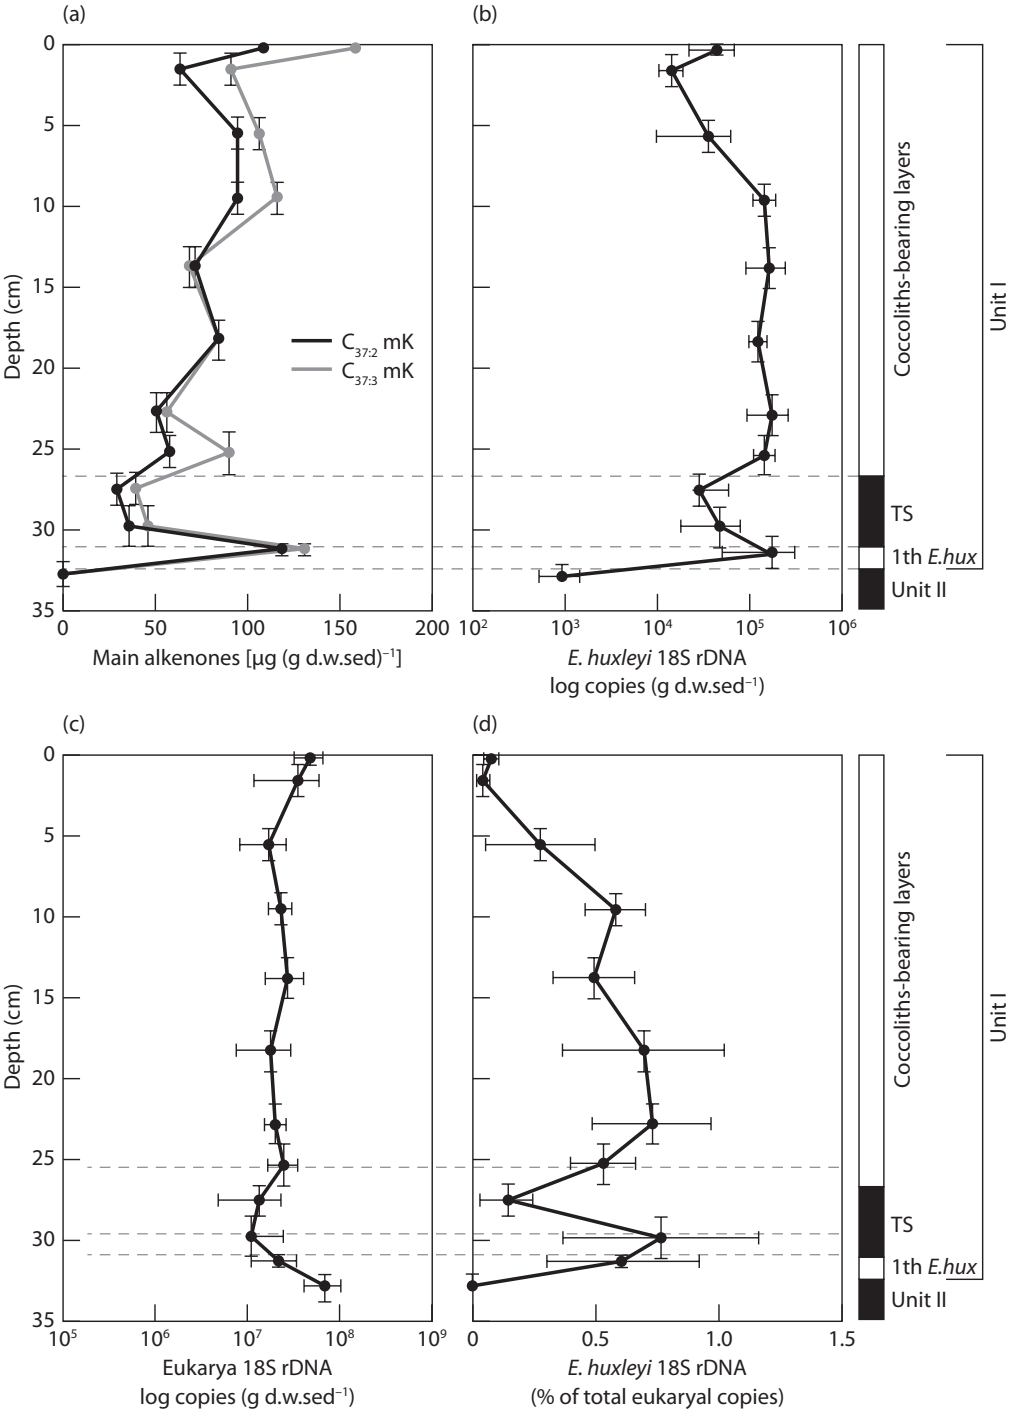 (a)
(b)
0
5
10
15
20
25
30
35
Depth (cm)
C37:2 mK
C37:3 mK
0 50 100 150 200
Main alkenones [µg (g d.w.sed)⁻¹]
10² 10³ 10⁴ 10⁵ 10⁶
E. huxleyi 18S rDNA
log copies (g d.w.sed⁻¹)
Coccoliths-bearing layers
Unit I
TS
1th E.hux
Unit II
(c)
(d)
0
5
10
15
20
25
30
35
Depth (cm)
10⁵ 10⁶ 10⁷ 10⁸ 10⁹
Eukarya 18S rDNA
log copies (g d.w.sed⁻¹)
0 0.5 1.0 1.5
E. huxleyi 18S rDNA
(% of total eukaryal copies)
Coccoliths-bearing layers
Unit I
TS
1th E.hux
Unit II